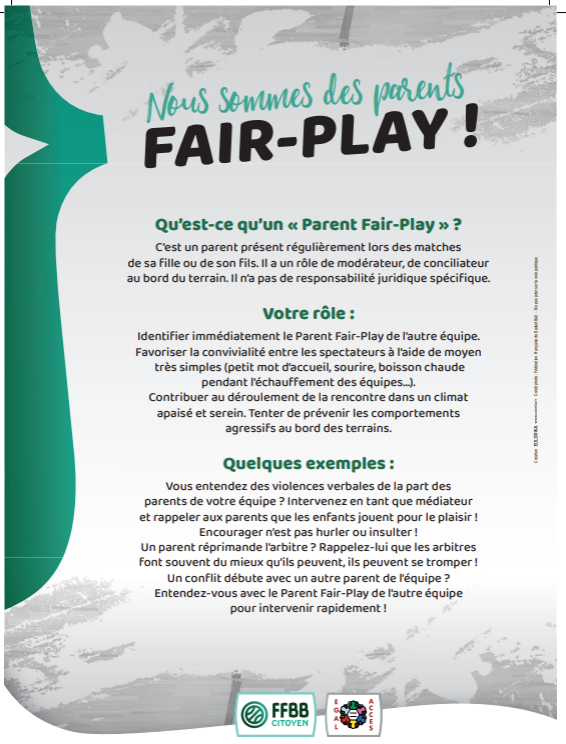 Nous sommes des parents
FAIR-PLAY !
Qu'est-ce qu'un « Parent Fair-Play » ?
C'est un parent présent régulièrement lors des matches
de sa fille ou de son fils. Il a un rôle de modérateur, de conciliateur
au bord du terrain. Il n'a pas de responsabilité juridique spécifique.
Votre rôle :
Identifier immédiatement le Parent Fair-Play de l'autre équipe.
Favoriser la convivialité entre les spectateurs à l'aide de moyen
très simples (petit mot d'accueil, sourire, boisson chaude
pendant l'échauffement des équipes...).
Contribuer au déroulement de la rencontre dans un climat
apaisé et serein. Tenter de prévenir les comportements
agressifs au bord des terrains.
Quelques exemples :
Vous entendez des violences verbales de la part des
parents de votre équipe ? Intervenez en tant que médiateur
et rappeler aux parents que les enfants jouent pour le plaisir !
Encourager n'est pas hurler ou insulter !
Un parent réprimande l'arbitre ? Rappelez-lui que les arbitres
font souvent du mieux qu'ils peuvent, ils peuvent se tromper !
Un conflit débute avec un autre parent de l'équipe ?
Entendez-vous avec le Parent Fair-Play de l'autre équipe
pour intervenir rapidement !
FFBB
CITOYEN
EGAL
ACCES